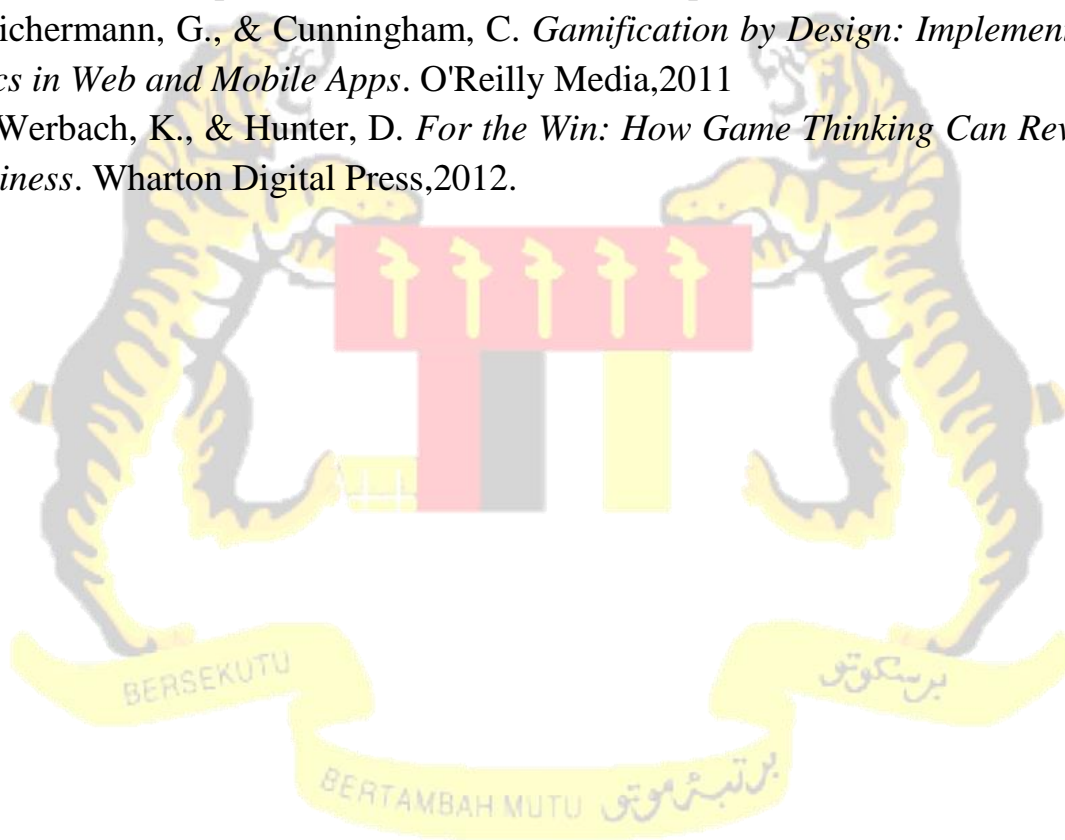 ichermann, G., & Cunningham, C. Gamification by Design: Implemen
cs in Web and Mobile Apps. O'Reilly Media,2011
Werbach, K., & Hunter, D. For the Win: How Game Thinking Can Rev
iness. Wharton Digital Press,2012.
BERSEKUTU برسكوتو
BERTAMBAH MUTU برتمبه موتو